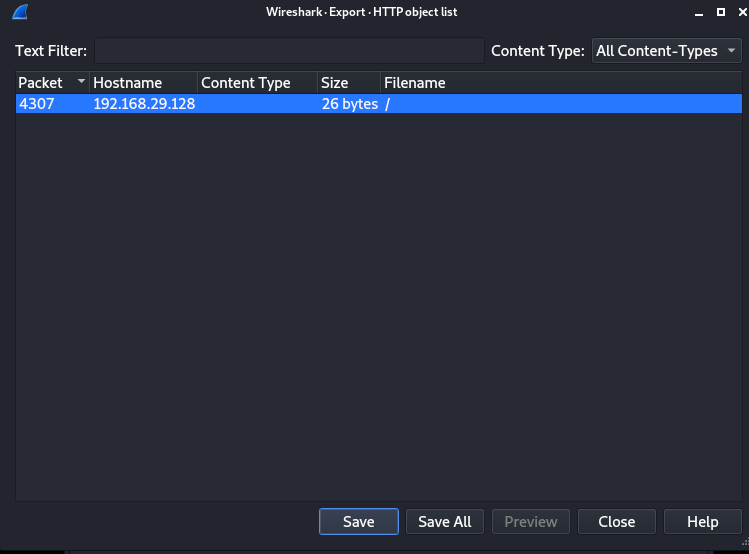 Wireshark · Export · HTTP object list
Text Filter: Content Type: All Content-Types
Packet Hostname Content Type Size Filename
4307 192.168.29.128 26 bytes /
Save Save All Preview Close Help